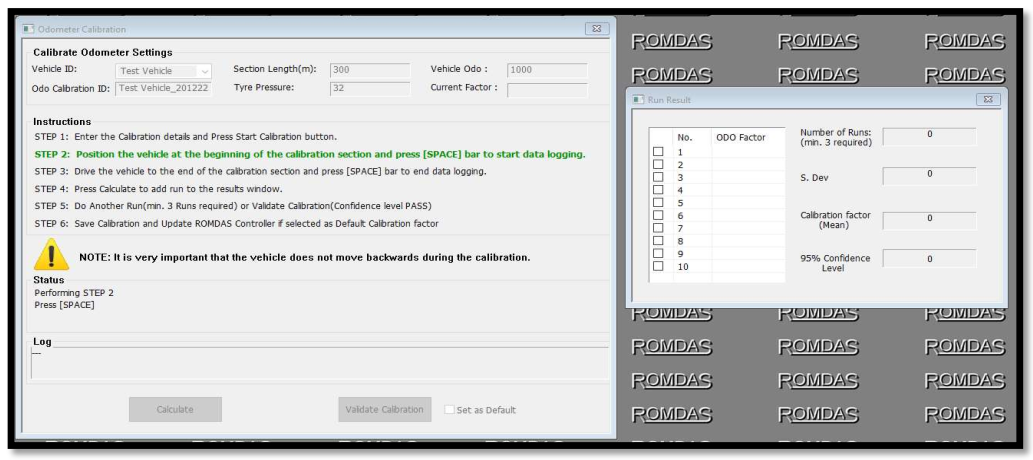 Odometer Calibration
Calibrate Odometer Settings
Vehicle ID: Test Vehicle Section Length(m): 300 Vehicle Odo : 1000
Odo Calibration ID: Test Vehicle_201222 Tyre Pressure: 32 Current Factor :
Instructions
STEP 1: Enter the Calibration details and Press Start Calibration button.
STEP 2: Position the vehicle at the beginning of the calibration section and press [SPACE] bar to start data logging.
STEP 3: Drive the vehicle to the end of the calibration section and press [SPACE] bar to end data logging.
STEP 4: Press Calculate to add run to the results window.
STEP 5: Do Another Run(min. 3 Runs required) or Validate Calibration(Confidence level PASS)
STEP 6: Save Calibration and Update ROMDAS Controller if selected as Default Calibration factor
NOTE: It is very important that the vehicle does not move backwards during the calibration.
Status
Performing STEP 2
Press [SPACE]
Log
---
Calculate Validate Calibration Set as Default
ROMDAS ROMDAS ROMDAS
ROMDAS ROMDAS ROMDAS
Run Result
No. ODO Factor
1
2
3
4
5
6
7
8
9
10
Number of Runs: 0
(min. 3 required)
S. Dev 0
Calibration factor 0
(Mean)
95% Confidence 0
Level
ROMDAS ROMDAS ROMDAS
ROMDAS ROMDAS ROMDAS
ROMDAS ROMDAS ROMDAS
ROMDAS ROMDAS ROMDAS